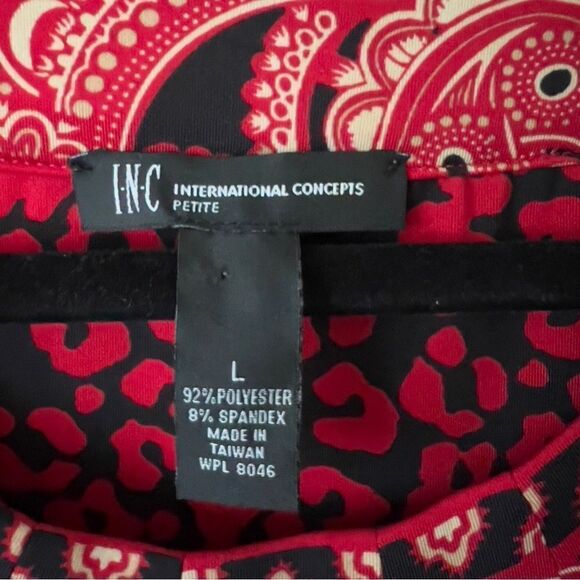 I·N·C INTERNATIONAL CONCEPTS
PETITE
L
92% POLYESTER
8% SPANDEX
MADE IN
TAIWAN
WPL 8046